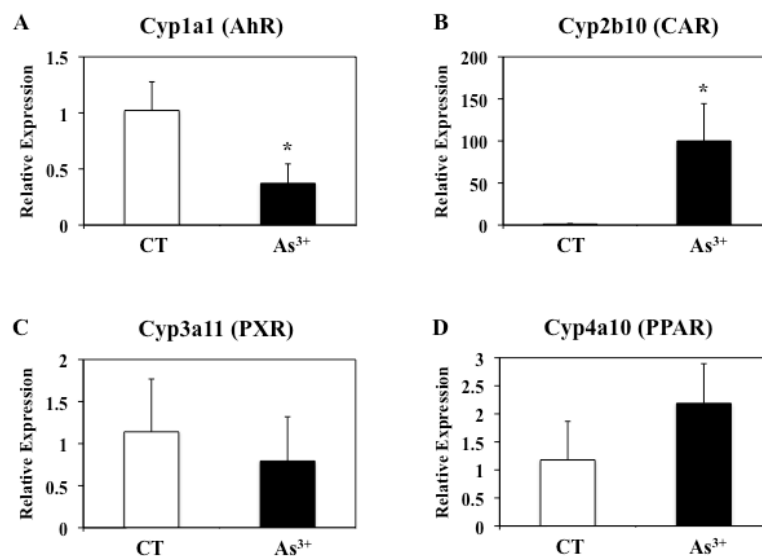 A
Cyp1a1 (AhR)
Relative Expression
1.5
1
0.5
0
*
CT
As³⁺
B
Cyp2b10 (CAR)
Relative Expression
200
150
100
50
0
*
CT
As³⁺
C
Cyp3a11 (PXR)
Relative Expression
2
1.5
1
0.5
0
CT
As³⁺
D
Cyp4a10 (PPAR)
Relative Expression
3
2.5
2
1.5
1
0.5
0
CT
As³⁺